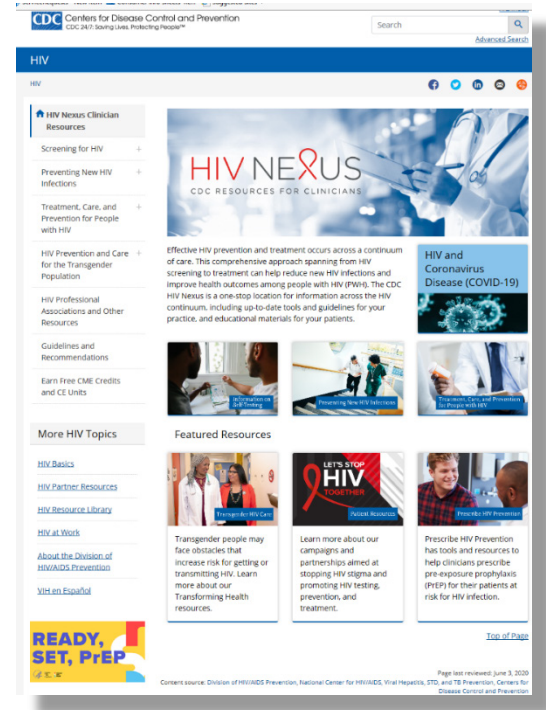 CDC Centers for Disease Control and Prevention
CDC 24/7: Saving Lives, Protecting People™
Search
Advanced Search
HIV
HIV
HIV Nexus Clinician
Resources
Screening for HIV +
Preventing New HIV +
Infections
Treatment, Care, and +
Prevention for People
with HIV
HIV Prevention and Care +
for the Transgender
Population
HIV Professional
Associations and Other
Resources
Guidelines and
Recommendations
Earn Free CME Credits
and CE Units
More HIV Topics
HIV Basics
HIV Partner Resources
HIV Resource Library
HIV at Work
About the Division of
HIV/AIDS Prevention
VIH en Español
READY,
SET, PrEP
HIV NEXUS
CDC RESOURCES FOR CLINICIANS
Effective HIV prevention and treatment occurs across a continuum
of care. This comprehensive approach spanning from HIV
screening to treatment can help reduce new HIV infections and
improve health outcomes among people with HIV (PWH). The CDC
HIV Nexus is a one-stop location for information across the HIV
continuum, including up-to-date tools and guidelines for your
practice, and educational materials for your patients.
HIV and
Coronavirus
Disease (COVID-19)
Information on
Self-Testing
Preventing New HIV Infections
Treatment, Care, and Prevention
for People with HIV
Featured Resources
Transgender HIV Care
Transgender people may
face obstacles that
increase risk for getting or
transmitting HIV. Learn
more about our
Transforming Health
resources.
LET'S STOP
HIV
TOGETHER
Patient Resources
Learn more about our
campaigns and
partnerships aimed at
stopping HIV stigma and
promoting HIV testing,
prevention, and
treatment.
Prescribe HIV Prevention
Prescribe HIV Prevention
has tools and resources to
help clinicians prescribe
pre-exposure prophylaxis
(PrEP) for their patients at
risk for HIV infection.
Top of Page
Page last reviewed: June 3, 2020
Content source: Division of HIV/AIDS Prevention, National Center for HIV/AIDS, Viral Hepatitis, STD, and TB Prevention, Centers for
Disease Control and Prevention